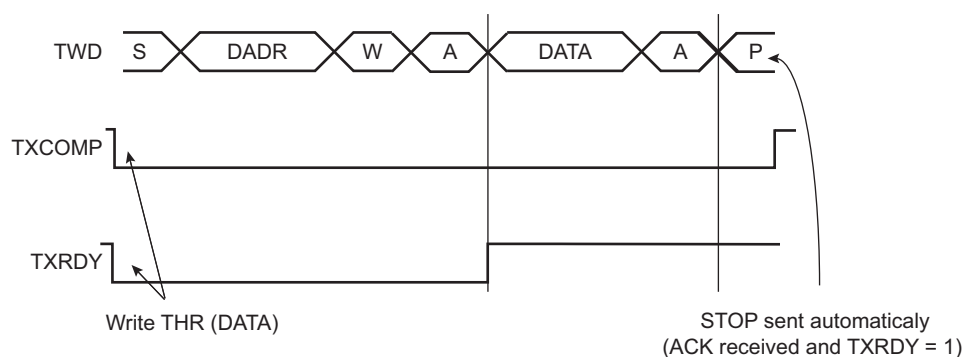 TWD S DADR W A DATA A P
TXCOMP
TXRDY
Write THR (DATA)
STOP sent automaticaly
(ACK received and TXRDY = 1)